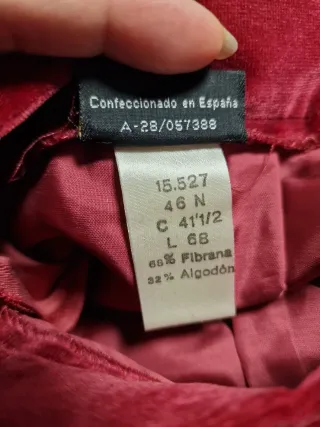 Confeccionado en España
A-28/057388
15.527
46 N
C 41'1/2
L 68
68% Fibrana
32% Algodón